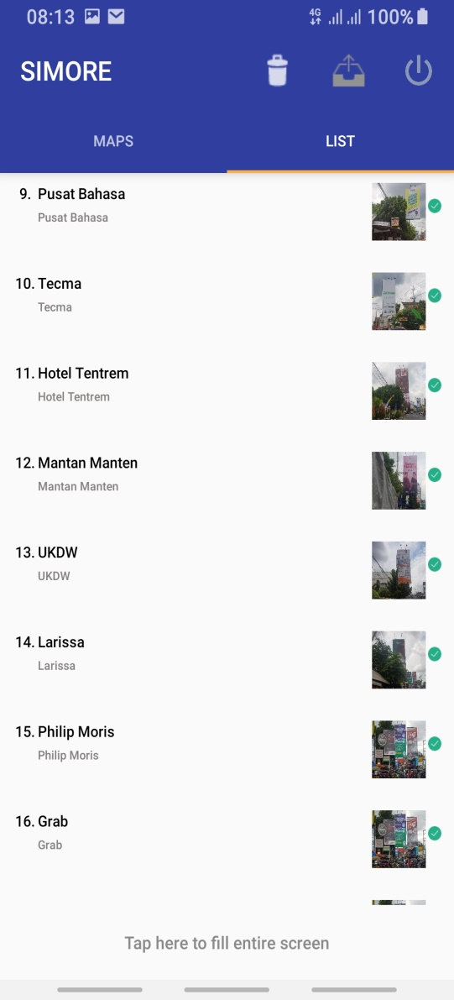 08:13
4G
100%
SIMORE
MAPS
LIST
9. Pusat Bahasa
Pusat Bahasa
10. Tecma
Tecma
11. Hotel Tentrem
Hotel Tentrem
12. Mantan Manten
Mantan Manten
13. UKDW
UKDW
14. Larissa
Larissa
15. Philip Moris
Philip Moris
16. Grab
Grab
Tap here to fill entire screen